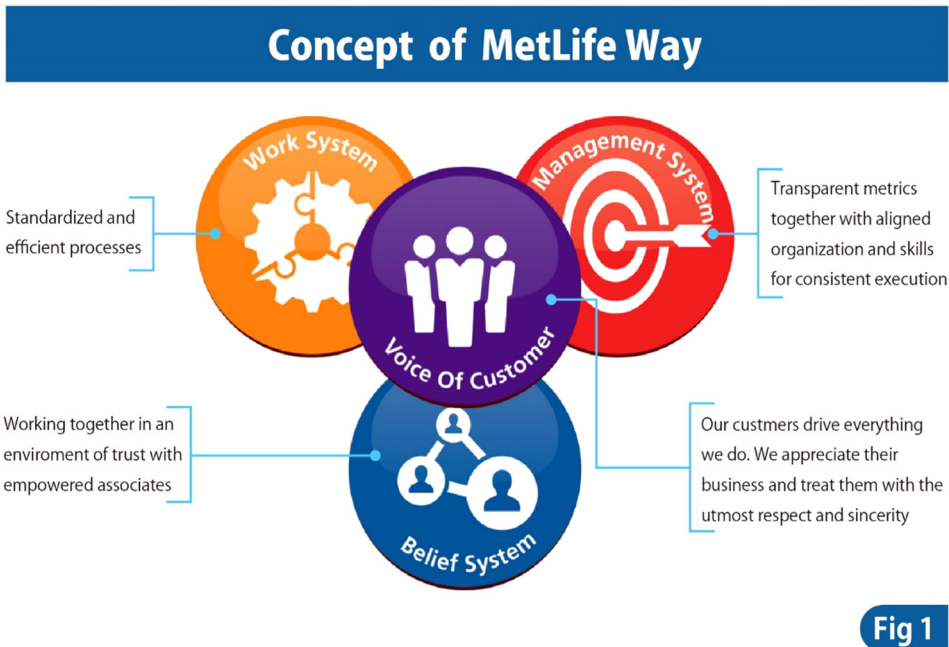 Concept of MetLife Way
Work System
Management System
Standardized and
efficient processes
Transparent metrics
together with aligned
organization and skills
for consistent execution
Voice Of Customer
Working together in an
enviroment of trust with
empowered associates
Our custmers drive everything
we do. We appreciate their
business and treat them with the
utmost respect and sincerity
Belief System
Fig 1